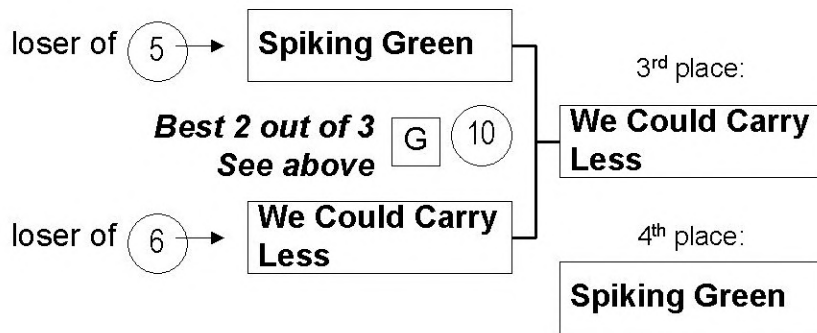 loser of 5 Spiking Green
3rd place:
Best 2 out of 3
See above
G 10
We Could Carry
Less
loser of 6 We Could Carry
Less
4th place:
Spiking Green